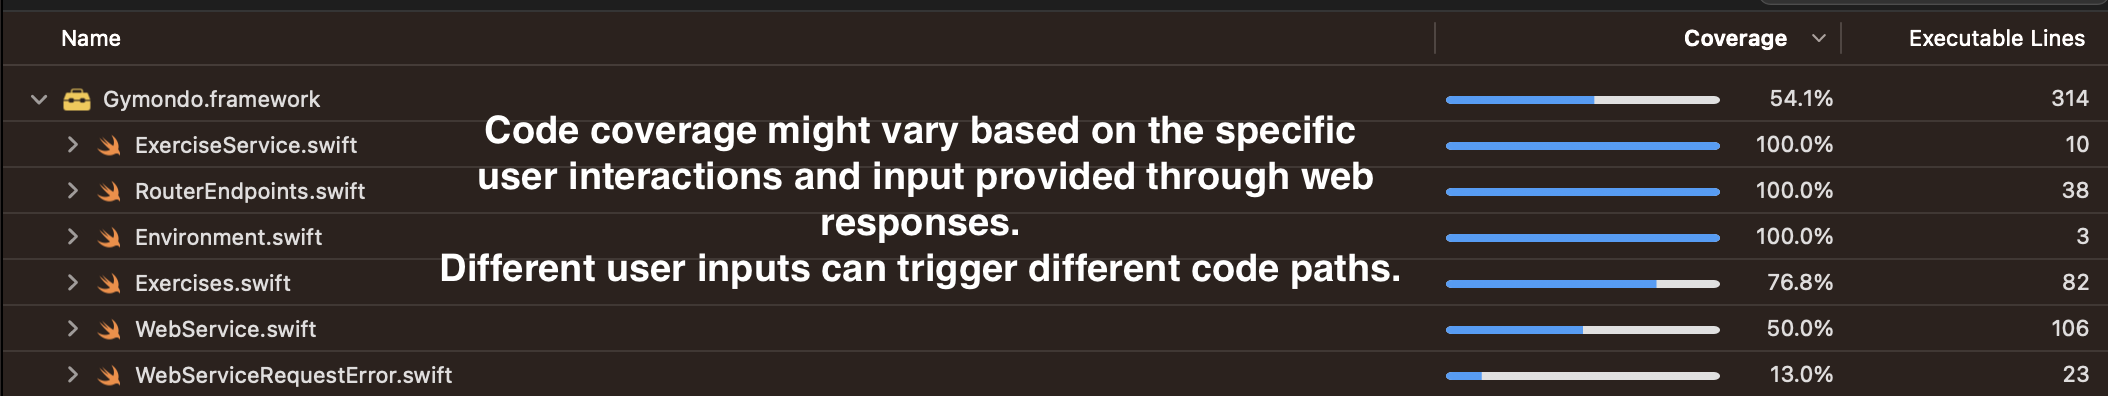 Name Coverage Executable Lines
Gymondo.framework 54.1% 314
ExerciseService.swift 100.0% 10
RouterEndpoints.swift 100.0% 38
Environment.swift 100.0% 3
Exercises.swift 76.8% 82
WebService.swift 50.0% 106
WebServiceRequestError.swift 13.0% 23
Code coverage might vary based on the specific
user interactions and input provided through web
responses.
Different user inputs can trigger different code paths.